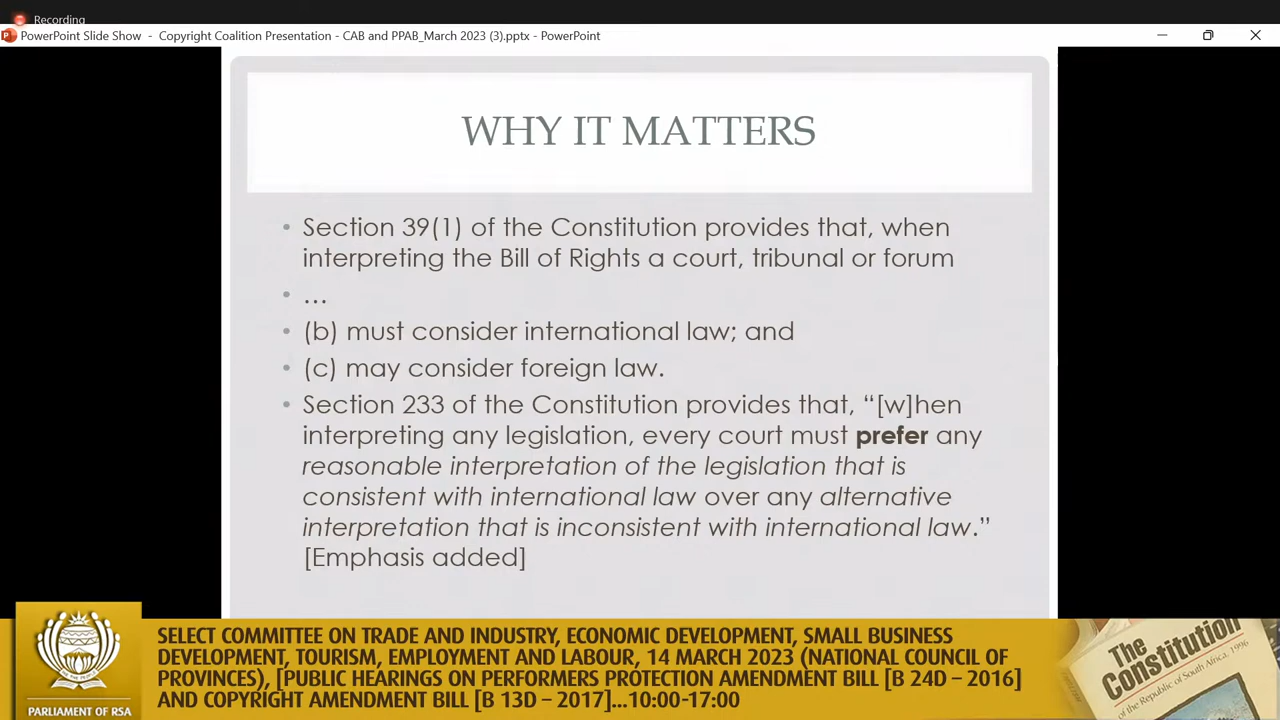 Recording
PowerPoint Slide Show - Copyright Coalition Presentation - CAB and PPAB_March 2023 (3).pptx - PowerPoint
WHY IT MATTERS
• Section 39(1) of the Constitution provides that, when
interpreting the Bill of Rights a court, tribunal or forum
• …
• (b) must consider international law; and
• (c) may consider foreign law.
• Section 233 of the Constitution provides that, “[w]hen
interpreting any legislation, every court must prefer any
reasonable interpretation of the legislation that is
consistent with international law over any alternative
interpretation that is inconsistent with international law.”
[Emphasis added]
SELECT COMMITTEE ON TRADE AND INDUSTRY, ECONOMIC DEVELOPMENT, SMALL BUSINESS
DEVELOPMENT, TOURISM, EMPLOYMENT AND LABOUR, 14 MARCH 2023 (NATIONAL COUNCIL OF
PROVINCES), [PUBLIC HEARINGS ON PERFORMERS PROTECTION AMENDMENT BILL [B 24D – 2016]
AND COPYRIGHT AMENDMENT BILL [B 13D – 2017]...10:00-17:00
PARLIAMENT OF RSA
The
Constitution
of the Republic of South Africa, 1996